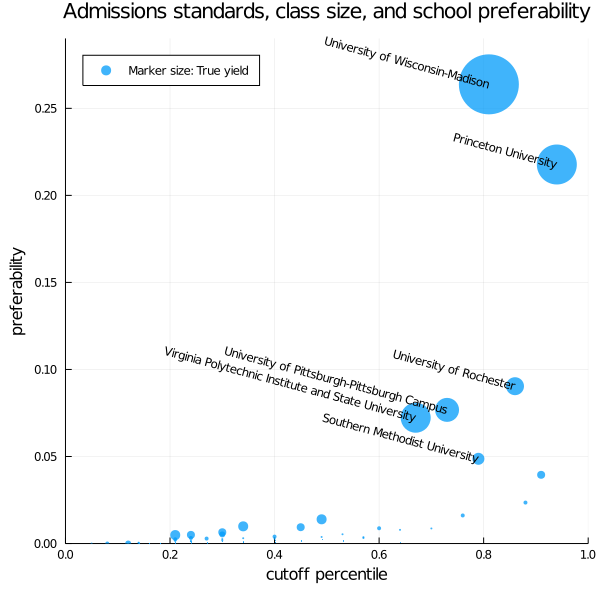 Admissions standards, class size, and school preferability
Marker size: True yield
University of Wisconsin-Madison
Princeton University
University of Rochester
University of Pittsburgh-Pittsburgh Campus
Virginia Polytechnic Institute and State University
Southern Methodist University
preferability
0.25
0.20
0.15
0.10
0.05
0.00
0.0 0.2 0.4 0.6 0.8 1.0
cutoff percentile